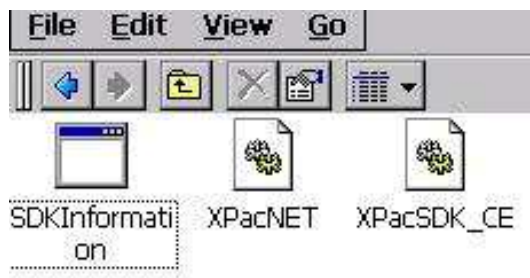 File Edit View Go
SDKInformati
on
XPacNET
XPacSDK_CE